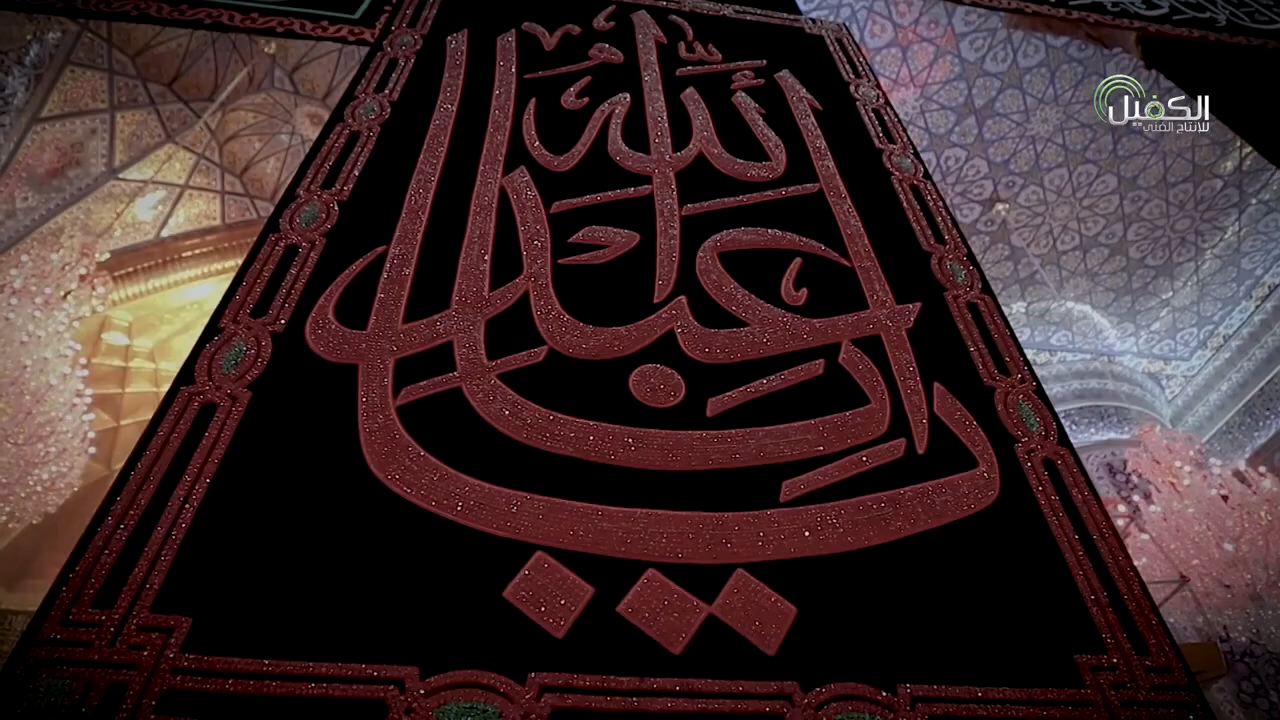 يا أبا عبد الله
الكفيل
للإنتاج الفني